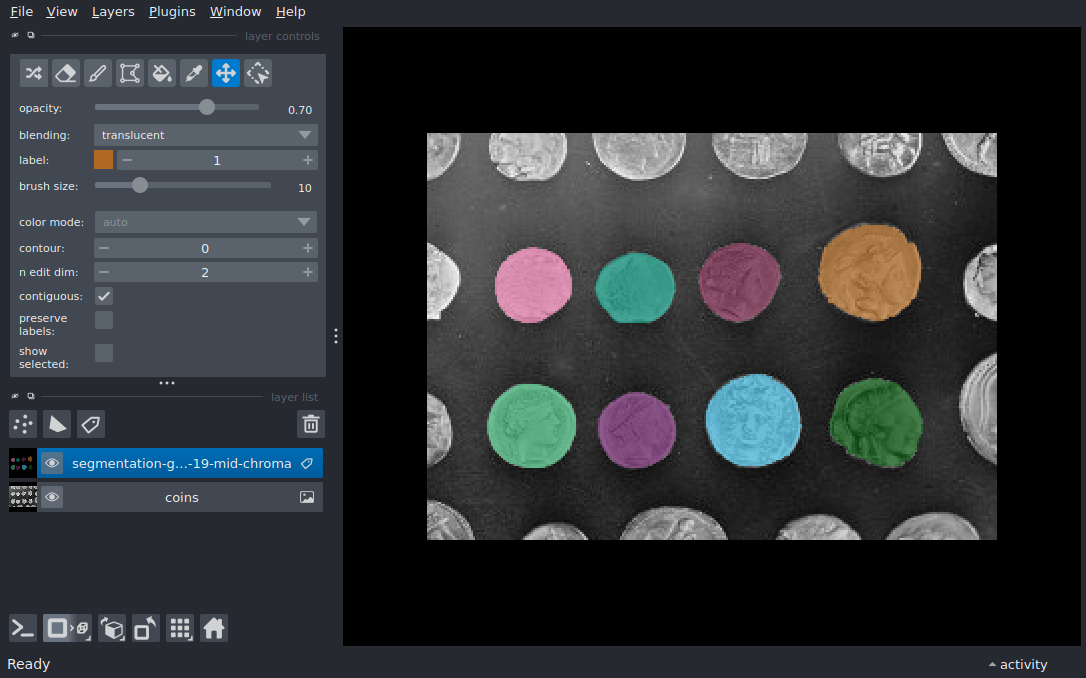 File View Layers Plugins Window Help
layer controls
opacity: 0.70
blending: translucent
label: 1
brush size: 10
color mode: auto
contour: 0
n edit dim: 2
contiguous:
preserve
labels:
show
selected:
layer list
segmentation-g...-19-mid-chroma
coins
Ready
activity